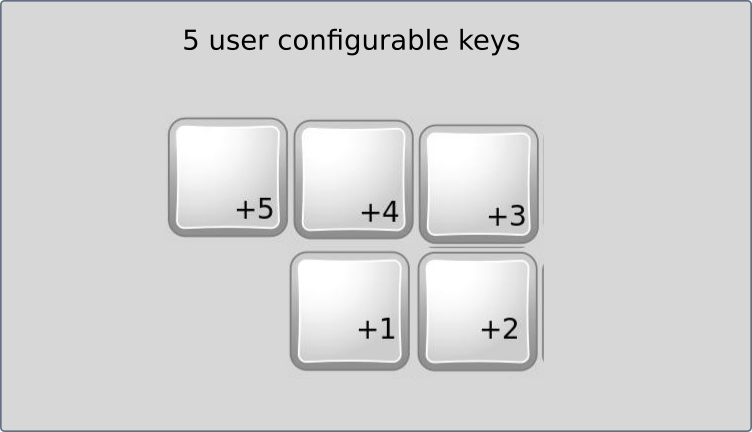 5 user configurable keys
+5 +4 +3
+1 +2